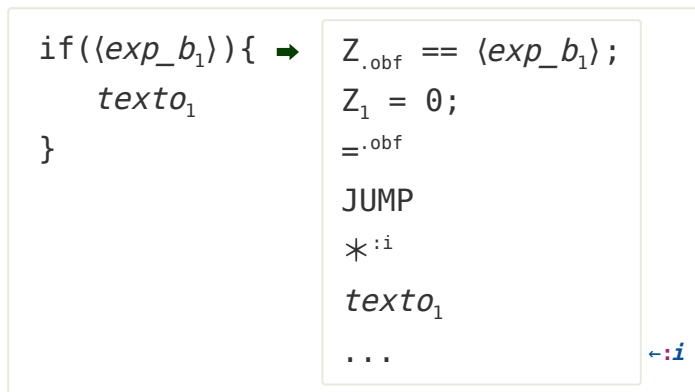 if(⟨exp_b₁⟩){ ➡
texto₁
}
Z.obf == ⟨exp_b₁⟩;
Z₁ = 0;
=.obf
JUMP
*:i
texto₁
... ←:i